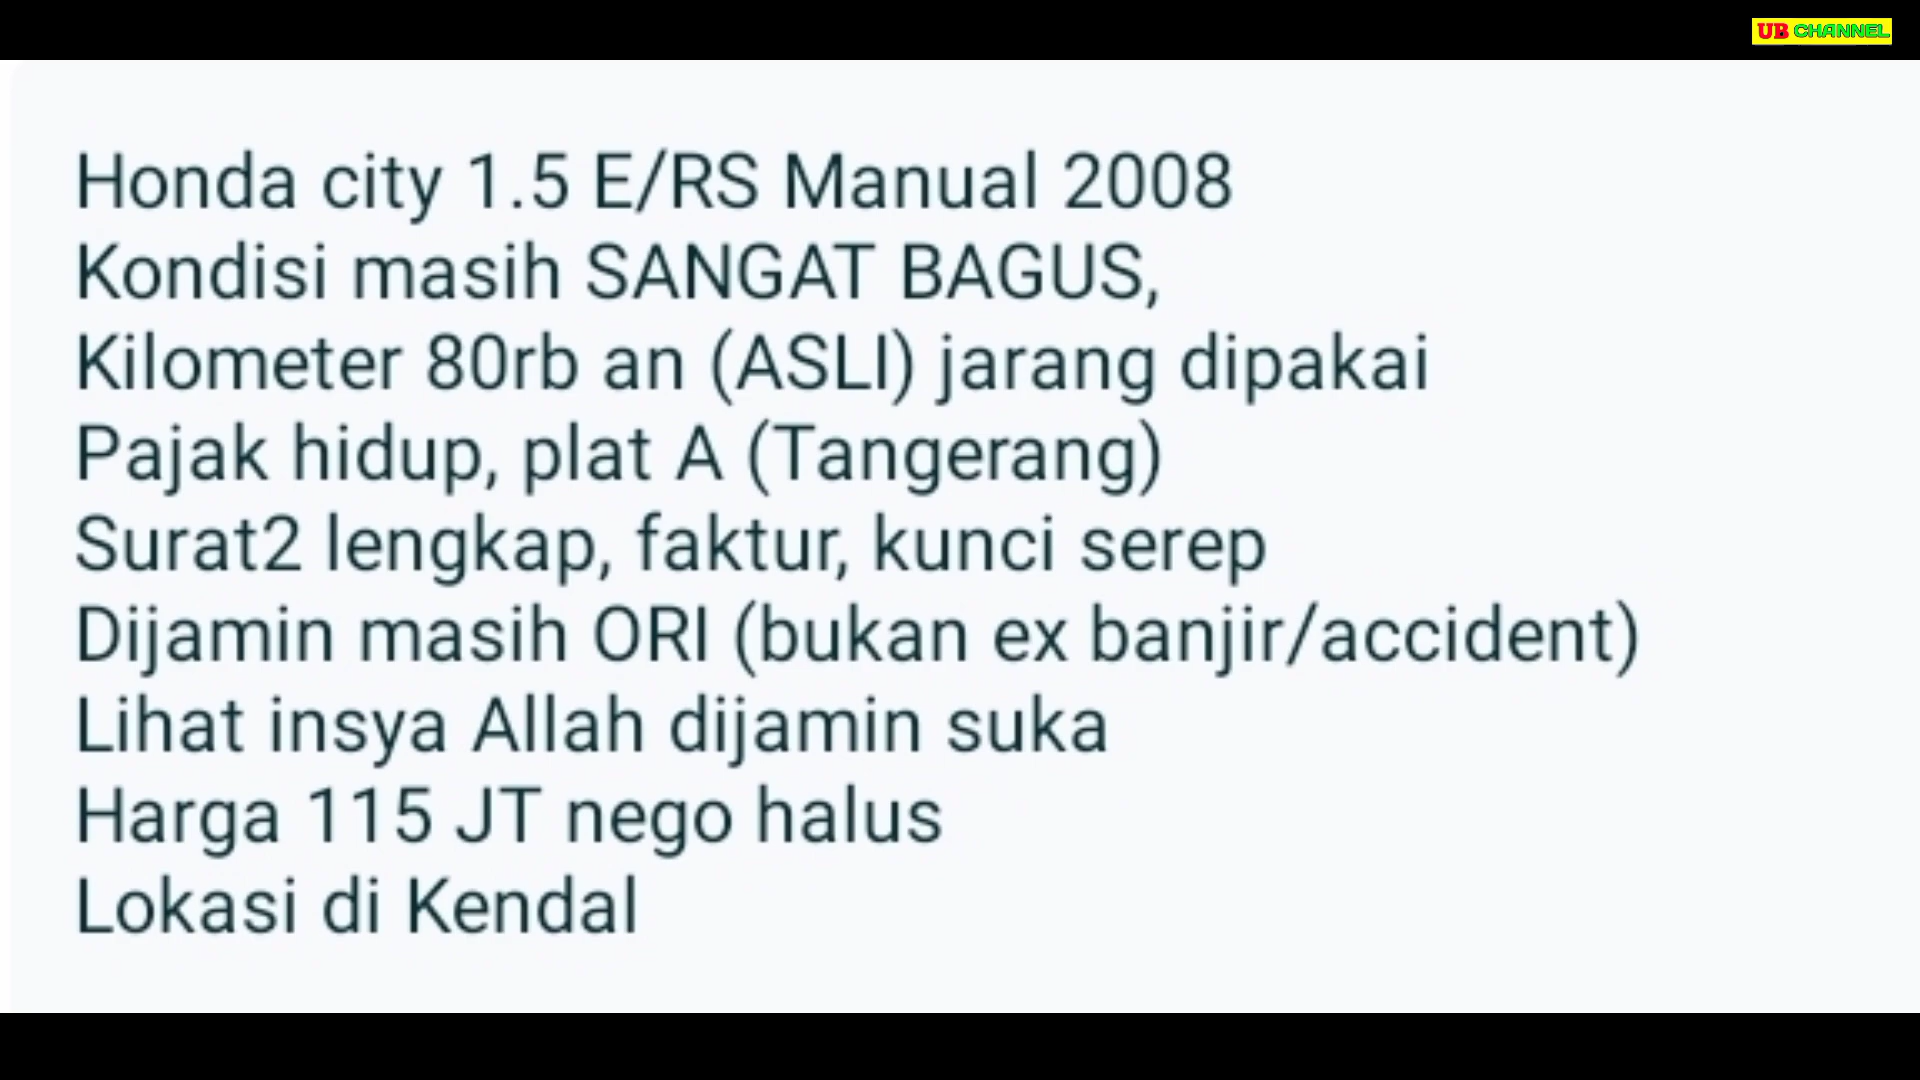 UB CHANNEL
Honda city 1.5 E/RS Manual 2008
Kondisi masih SANGAT BAGUS,
Kilometer 80rb an (ASLI) jarang dipakai
Pajak hidup, plat A (Tangerang)
Surat2 lengkap, faktur, kunci serep
Dijamin masih ORI (bukan ex banjir/accident)
Lihat insya Allah dijamin suka
Harga 115 JT nego halus
Lokasi di Kendal